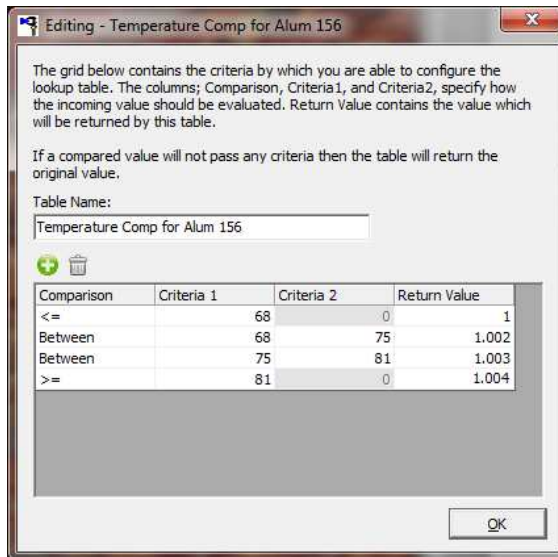 Editing - Temperature Comp for Alum 156
The grid below contains the criteria by which you are able to configure the
lookup table. The columns; Comparison, Criteria1, and Criteria2, specify how
the incoming value should be evaluated. Return Value contains the value which
will be returned by this table.
If a compared value will not pass any criteria then the table will return the
original value.
Table Name:
Temperature Comp for Alum 156
Comparison Criteria 1 Criteria 2 Return Value
<= 68 0 1
Between 68 75 1.002
Between 75 81 1.003
>= 81 0 1.004
OK